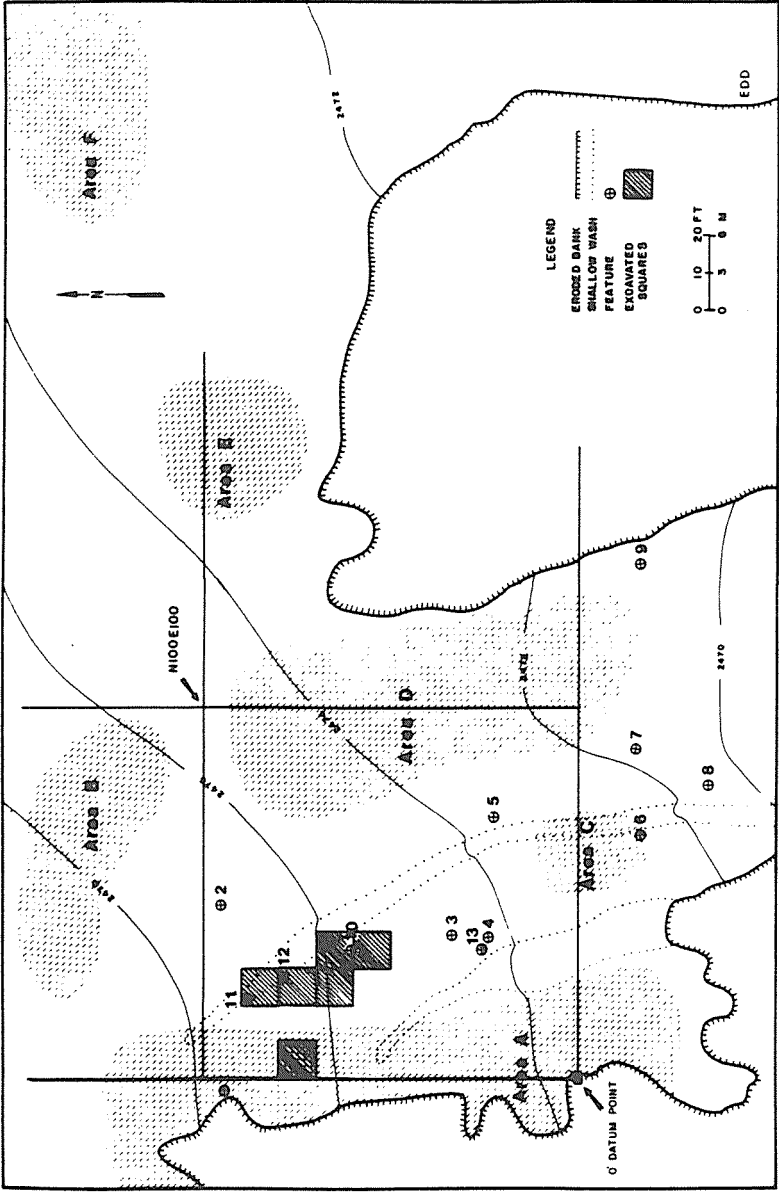 Area F
N
2472
Area E
N100E100
Area B
Area D
2472
2470
EDD
LEGEND
ERODED BANK
SHALLOW WASH
FEATURE
EXCAVATED
SQUARES
0 10 20 FT
0 3 6 M
2
11
12
10
3
13
4
5
Area C
6
7
8
9
Area A
0' DATUM POINT